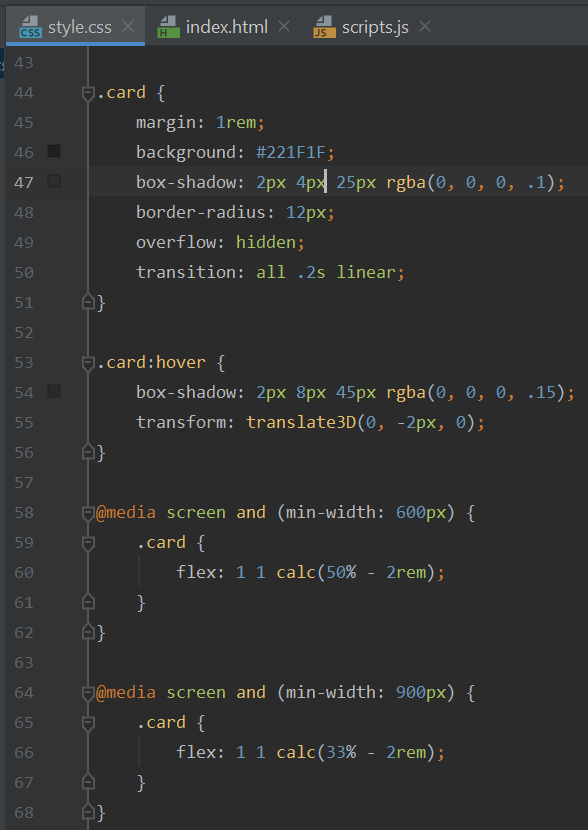 style.css
index.html
scripts.js
43
44 .card {
45 margin: 1rem;
46 background: #221F1F;
47 box-shadow: 2px 4px 25px rgba(0, 0, 0, .1);
48 border-radius: 12px;
49 overflow: hidden;
50 transition: all .2s linear;
51 }
52
53 .card:hover {
54 box-shadow: 2px 8px 45px rgba(0, 0, 0, .15);
55 transform: translate3D(0, -2px, 0);
56 }
57
58 @media screen and (min-width: 600px) {
59 .card {
60 flex: 1 1 calc(50% - 2rem);
61 }
62 }
63
64 @media screen and (min-width: 900px) {
65 .card {
66 flex: 1 1 calc(33% - 2rem);
67 }
68 }